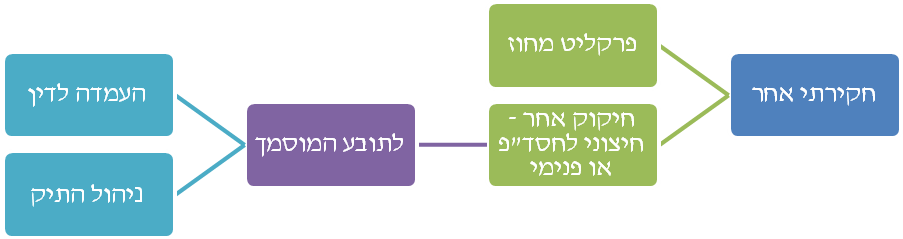 חקירתי אחר
פרקליט מחוז
חיקוק אחר -
חיצוני לחסד"פ
או פנימי
לתובע המוסמך
העמדה לדין
ניהול התיק